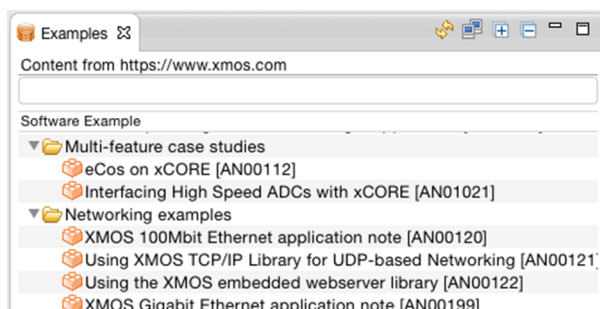 Examples
Content from https://www.xmos.com
Software Example
Multi-feature case studies
eCos on xCORE [AN00112]
Interfacing High Speed ADCs with xCORE [AN01021]
Networking examples
XMOS 100Mbit Ethernet application note [AN00120]
Using XMOS TCP/IP Library for UDP-based Networking [AN00121]
Using the XMOS embedded webserver library [AN00122]
XMOS Gigabit Ethernet application note [AN00199]